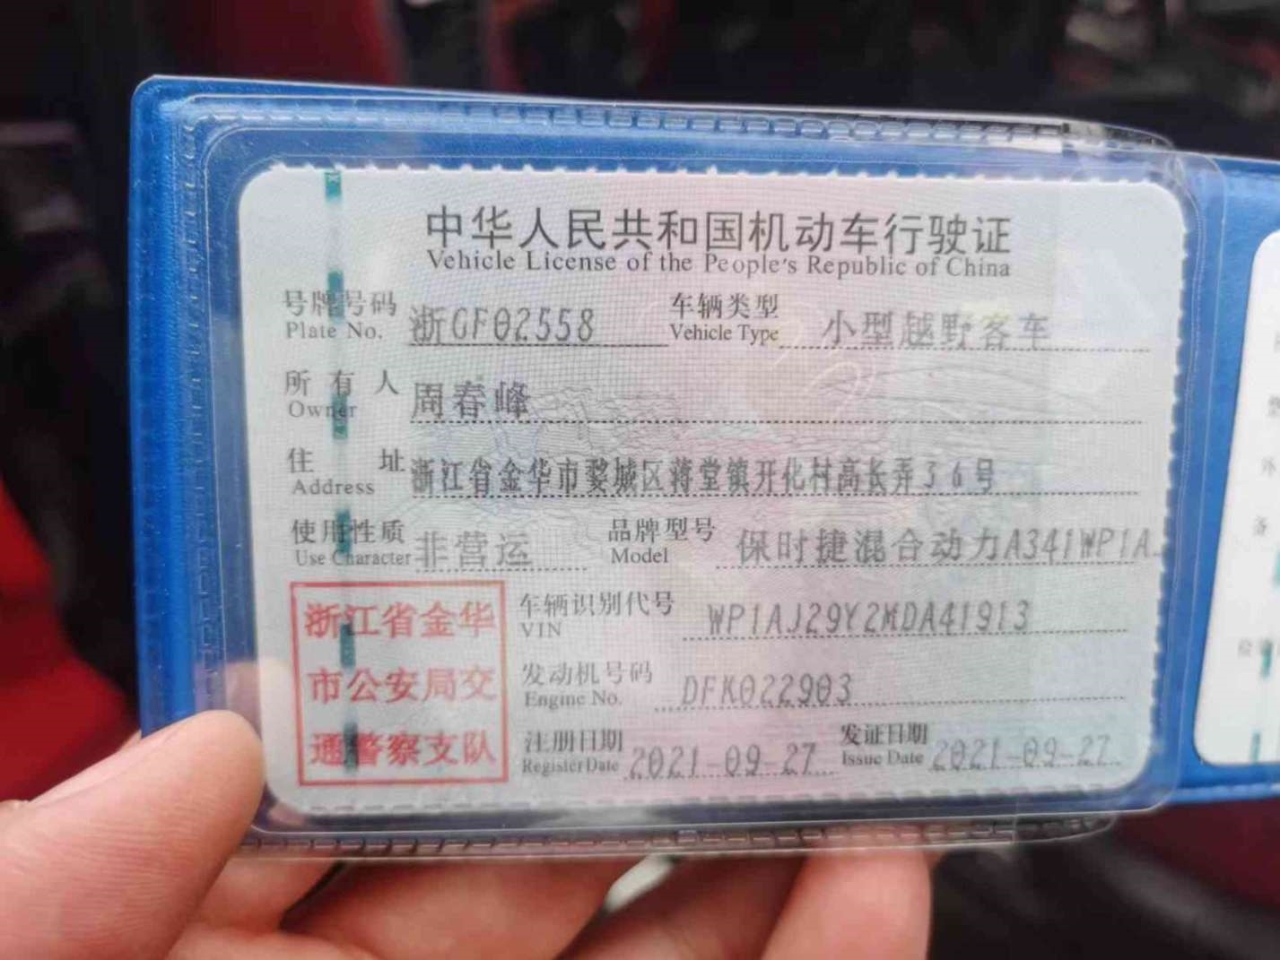 中华人民共和国机动车行驶证
Vehicle License of the People's Republic of China
号牌号码 浙GF02558 车辆类型 小型越野客车
Plate No. Vehicle Type
所有人 周春峰
Owner
住址 浙江省金华市婺城区蒋堂镇开化村高长弄36号
Address
使用性质 非营运 品牌型号 保时捷混合动力A341WP1A
Use Character Model
浙江省金华
市公安局交
通警察支队
车辆识别代号 WP1AJ29Y2MDA41913
VIN
发动机号码 DFK022903
Engine No.
注册日期 2021-09-27 发证日期 2021-09-27
Register Date Issue Date